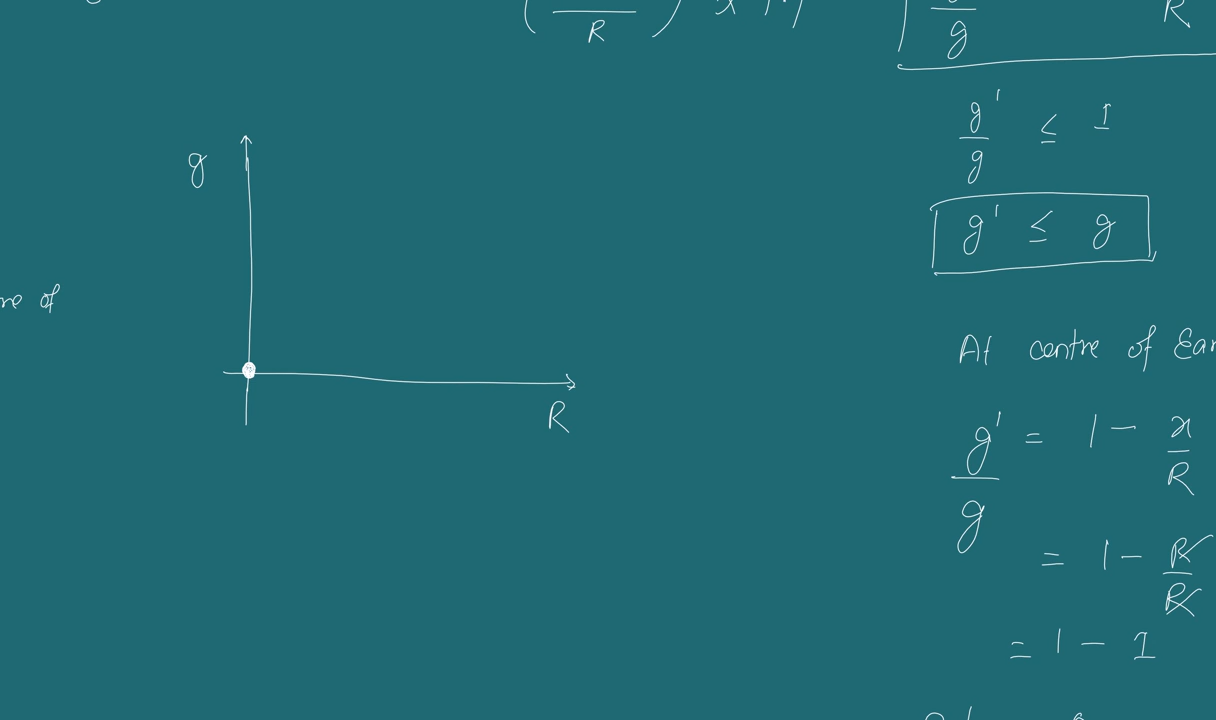 R
g
R
g'/g ≤ 1
g' ≤ g
re of
g
R
At centre of Ear
g'/g = 1 - x/R
= 1 - R/R
= 1 - 1